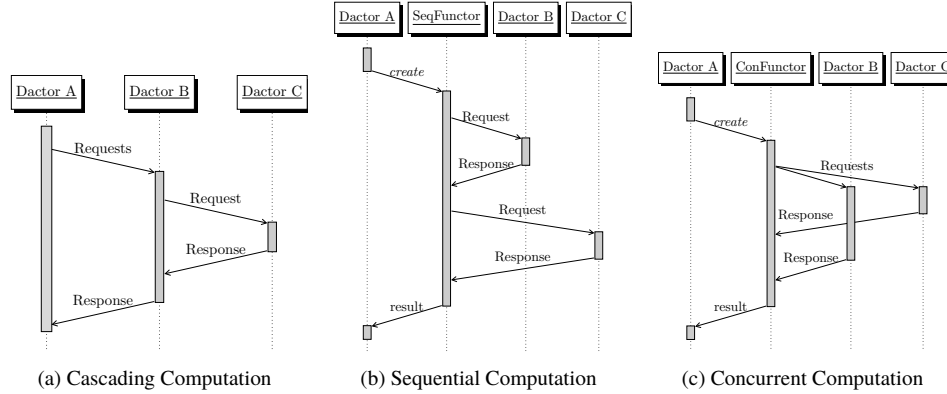 Dactor A
Dactor B
Dactor C
Requests
Request
Response
Response
(a) Cascading Computation
Dactor A
SeqFunctor
Dactor B
Dactor C
create
Request
Response
Request
Response
result
(b) Sequential Computation
Dactor A
ConFunctor
Dactor B
Dactor C
create
Requests
Response
Response
result
(c) Concurrent Computation